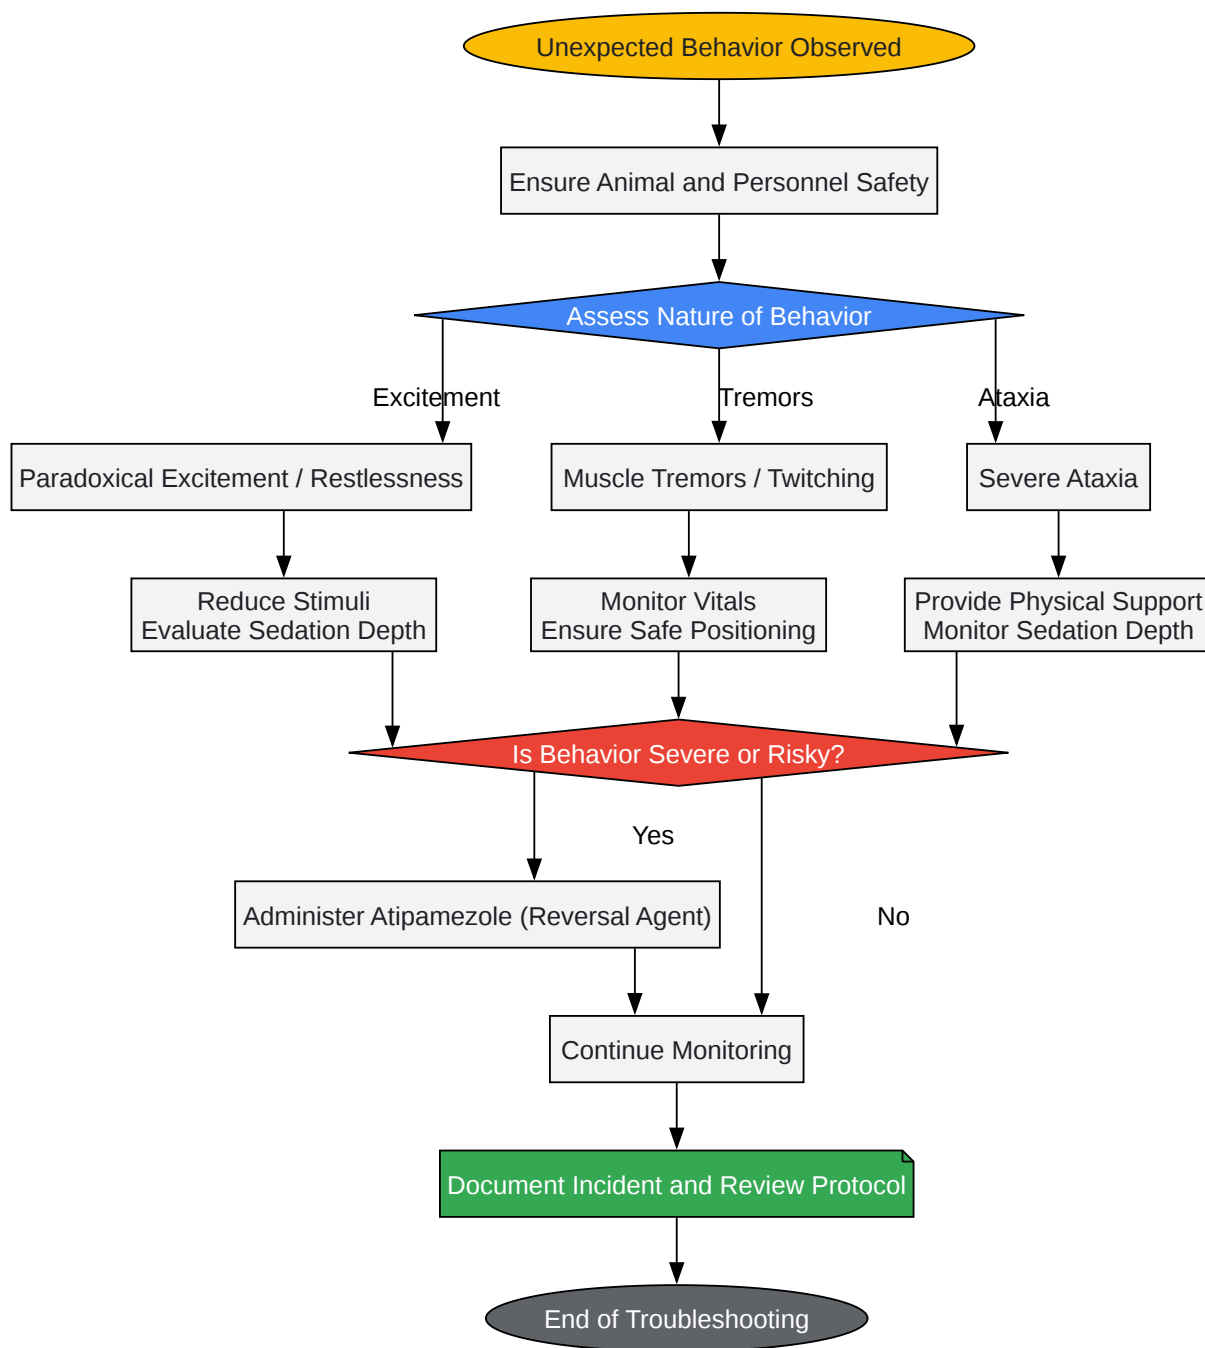 Unexpected Behavior Observed
Ensure Animal and Personnel Safety
Assess Nature of Behavior
Excitement
Tremors
Ataxia
Paradoxical Excitement / Restlessness
Muscle Tremors / Twitching
Severe Ataxia
Reduce Stimuli
Evaluate Sedation Depth
Monitor Vitals
Ensure Safe Positioning
Provide Physical Support
Monitor Sedation Depth
Is Behavior Severe or Risky?
Yes
Administer Atipamezole (Reversal Agent)
No
Continue Monitoring
Document Incident and Review Protocol
End of Troubleshooting